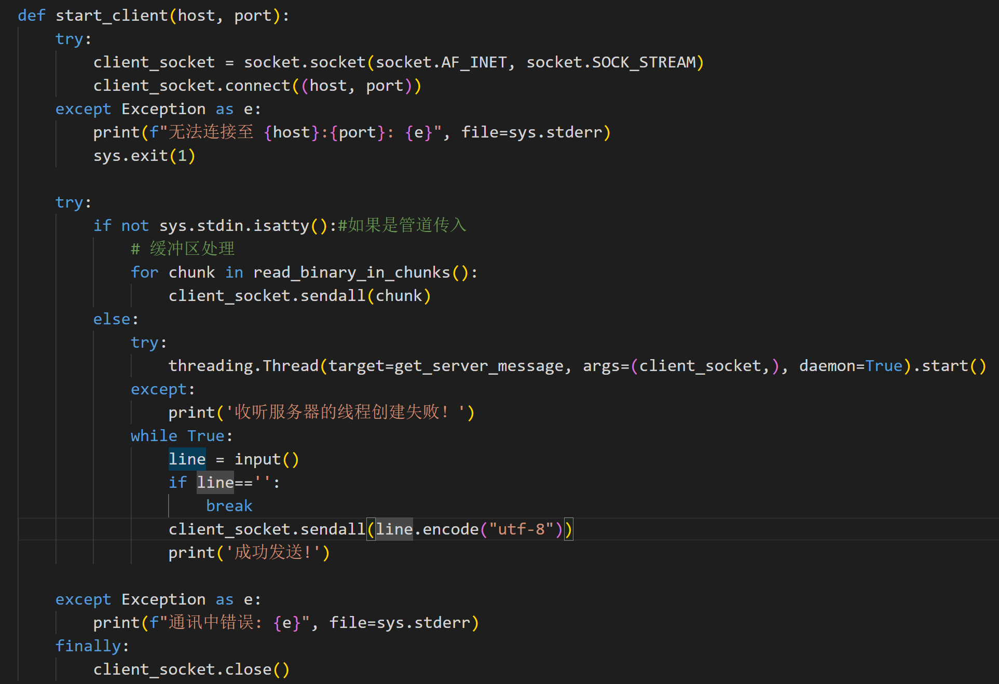 def start_client(host, port):
    try:
        client_socket = socket.socket(socket.AF_INET, socket.SOCK_STREAM)
        client_socket.connect((host, port))
    except Exception as e:
        print(f"无法连接至 {host}:{port}: {e}", file=sys.stderr)
        sys.exit(1)

    try:
        if not sys.stdin.isatty():#如果是管道传入
            # 缓冲区处理
            for chunk in read_binary_in_chunks():
                client_socket.sendall(chunk)
        else:
            try:
                threading.Thread(target=get_server_message, args=(client_socket,), daemon=True).start()
            except:
                print('收听服务器的线程创建失败！')
            while True:
                line = input()
                if line=='':
                    break
                client_socket.sendall(line.encode("utf-8"))
                print('成功发送!')

    except Exception as e:
        print(f"通讯中错误: {e}", file=sys.stderr)
    finally:
        client_socket.close()